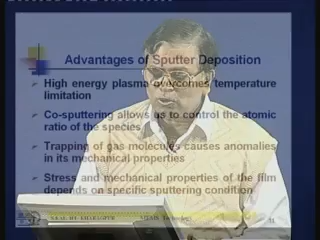 Advantages of Sputter Deposition
High energy plasma overcomes temperature
limitation
Co-sputtering allows us to control the atomic
ratio of the species
Trapping of gas molecules causes anomalies
in its mechanical properties
Stress and mechanical properties of the film
depends on specific sputtering condition